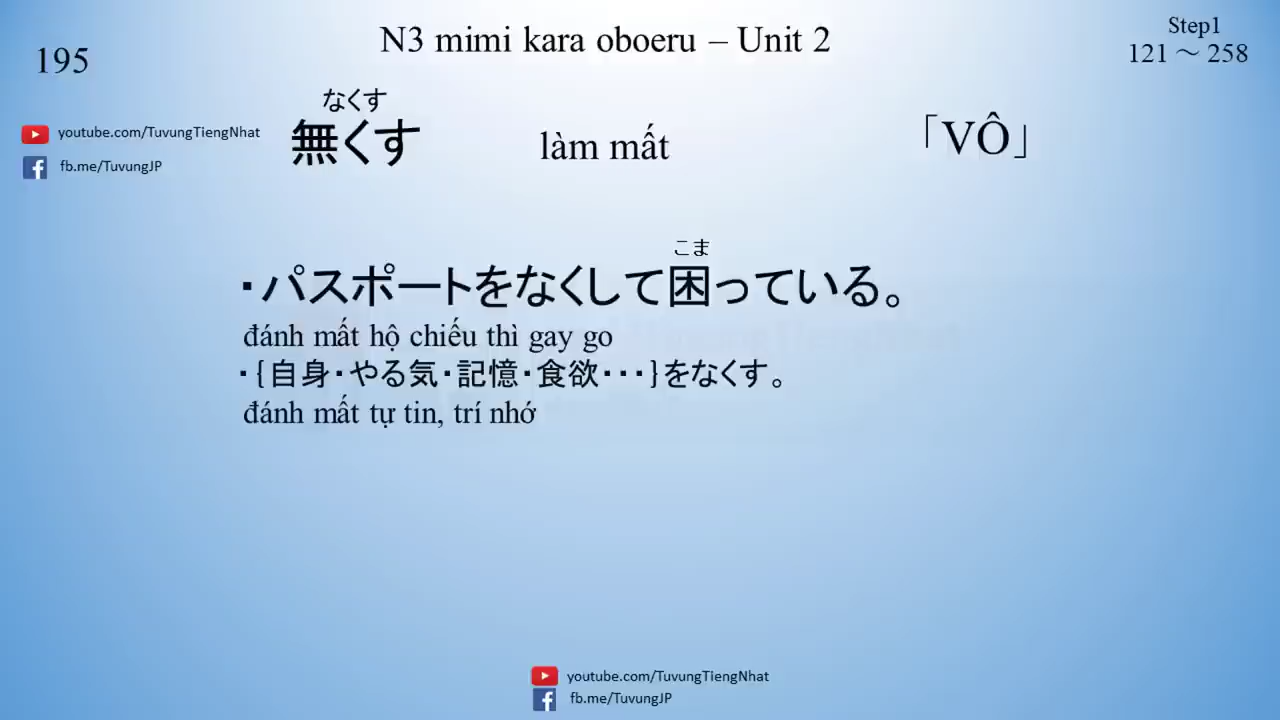 195
N3 mimi kara oboeru – Unit 2
Step1
121 ～ 258
youtube.com/TuvungTiengNhat
fb.me/TuvungJP
なくす
無くす
làm mất
「VÔ」
こま
・パスポートをなくして困っている。
đánh mất hộ chiếu thì gay go
・{自身・やる気・記憶・食欲・・・}をなくす。
đánh mất tự tin, trí nhớ
youtube.com/TuvungTiengNhat
fb.me/TuvungJP